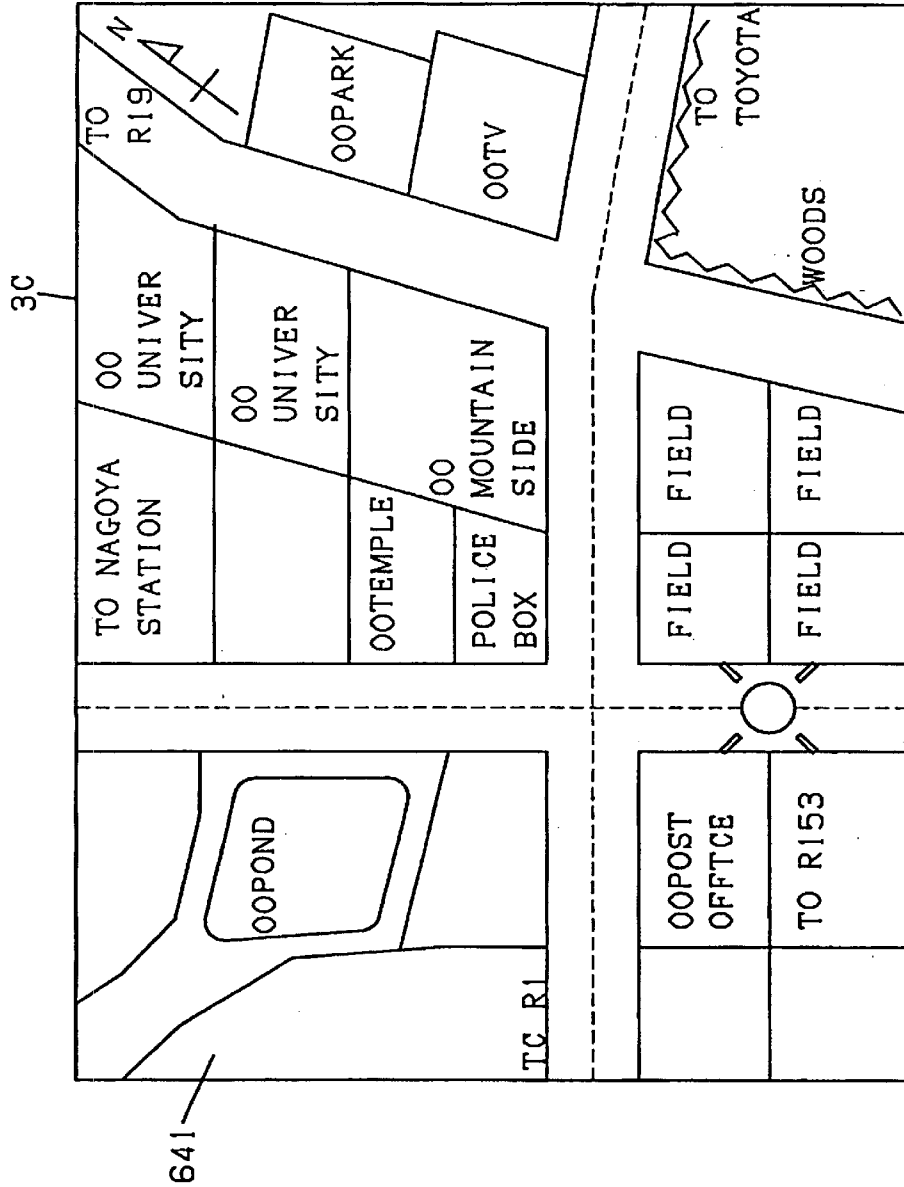 3C
641
TO NAGOYA
STATION
OO
UNIVER
SITY
TO
R19
N
OO
UNIVER
SITY
OOPARK
OOPOND
OOTEMPLE
OO
MOUNTAIN
SIDE
POLICE
BOX
OOTV
TC R1
OOPOST
OFFTCE
FIELD
FIELD
TO
TOYOTA
TO R153
FIELD
FIELD
WOODS